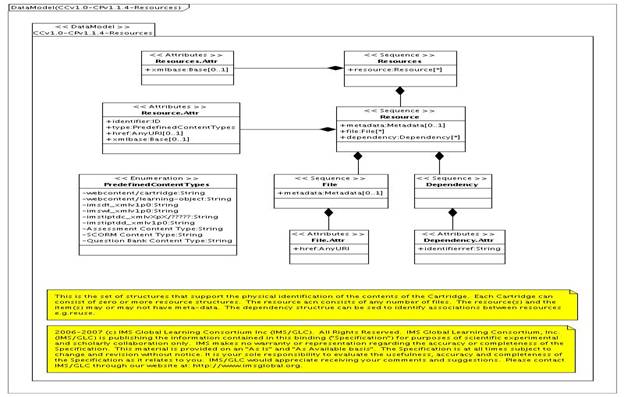 DataModel(CCv1.0-CPv1.1.4-Resources)
<< DataModel >>
CCv1.0-CPv1.1.4-Resources
<< Attributes >>
Resources.Attr
+xmlbase:Base[0..1]
<< Sequence >>
Resources
+resource:Resource[*]
<< Attributes >>
Resource.Attr
+identifier:ID
+type:PredefinedContentTypes
+href:AnyURI[0..1]
+xmlbase:Base[0..1]
<< Sequence >>
Resource
+metadata:Metadata[0..1]
+file:File[*]
+dependency:Dependency[*]
<< Enumeration >>
PredefinedContentTypes
-webcontent/cartridge:String
-webcontent/learning-object:String
-imsdt_xmlv1p0:String
-imswl_xmlv1p0:String
-imstiptdc_xmlvXpX/?????:String
-imstiptdd_xmlv1p0:String
-Assessment Content Type:String
-SCORM Content Type:String
-Question Bank Content Type:String
<< Sequence >>
File
+metadata:Metadata[0..1]
<< Sequence >>
Dependency
<< Attributes >>
File.Attr
+href:AnyURI
<< Attributes >>
Dependency.Attr
+identifierref:String
This is the set of structures that support the physical identification of the contents of the Cartridge. Each Cartridge can
consist of zero or more resource structures. The resource acn consists of any number of files. The resource(s) and the
item(s) may or may not have meta-data. The dependency structrue can be sed to identify associations between resources
e.g.reuse.
2006-2007 (c) IMS Global Learning Consortium Inc (IMS/GLC). All Rights Reserved. IMS Global Learning Consortium, Inc
(IMS/GLC) is publishing the information contained in this binding ("Specification") for purposes of scientific experimental
and scholarly collaboration only. IMS makes no warranty or representation regarding the accuracy or completeness of the
Specification. This material is provided on an "As Is" and "As Available basis". The Specification is at all times subject to
change and revision without notice. It is your sole responsibility to evaluate the usefulness, accuracy and completeness of
the Specification as it relates to you. IMS/GLC would appreciate receiving your comments and suggestions. Please contact
IMS/GLC through our website at: http://www.imsglobal.org.